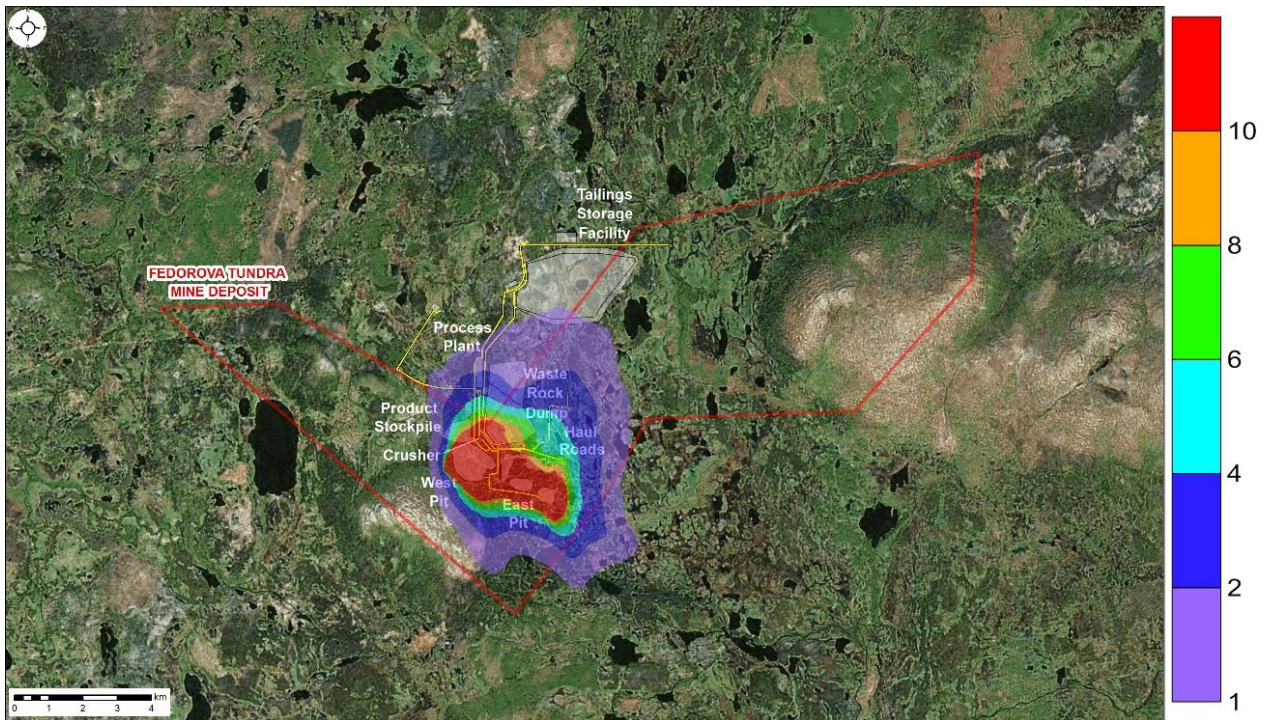 10
8
Tailings
Storage
Facility
FEDOROVA TUNDRA
MINE DEPOSIT
Process
Plant
6
Waste
Rock
Dump
Product
Stockpile
Haul
Roads
Crusher
West
Pit
East
Pit
4
2
1
km
0 1 2 3 4